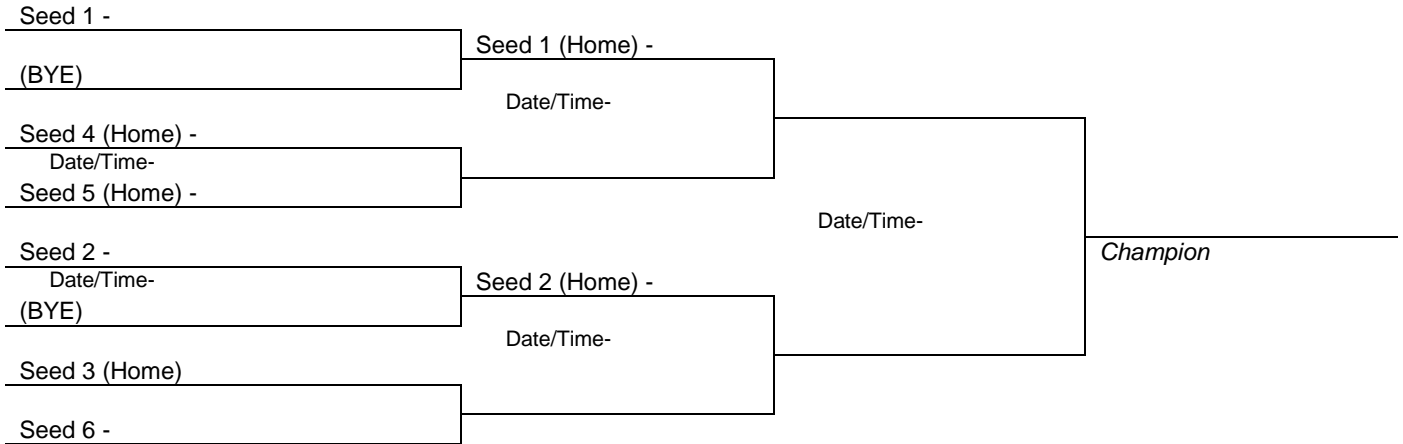 Seed 1 -
Seed 1 (Home) -
(BYE)
Date/Time-
Seed 4 (Home) -
Date/Time-
Seed 5 (Home) -
Date/Time-
Seed 2 -
Champion
Date/Time-
Seed 2 (Home) -
(BYE)
Date/Time-
Seed 3 (Home)
Seed 6 -